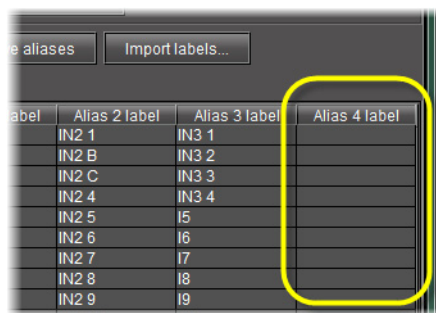 e aliases Import labels...
abel Alias 2 label Alias 3 label Alias 4 label
IN2 1 IN3 1
IN2 B IN3 2
IN2 C IN3 3
IN2 4 IN3 4
IN2 5 I5
IN2 6 I6
IN2 7 I7
IN2 8 I8
IN2 9 I9